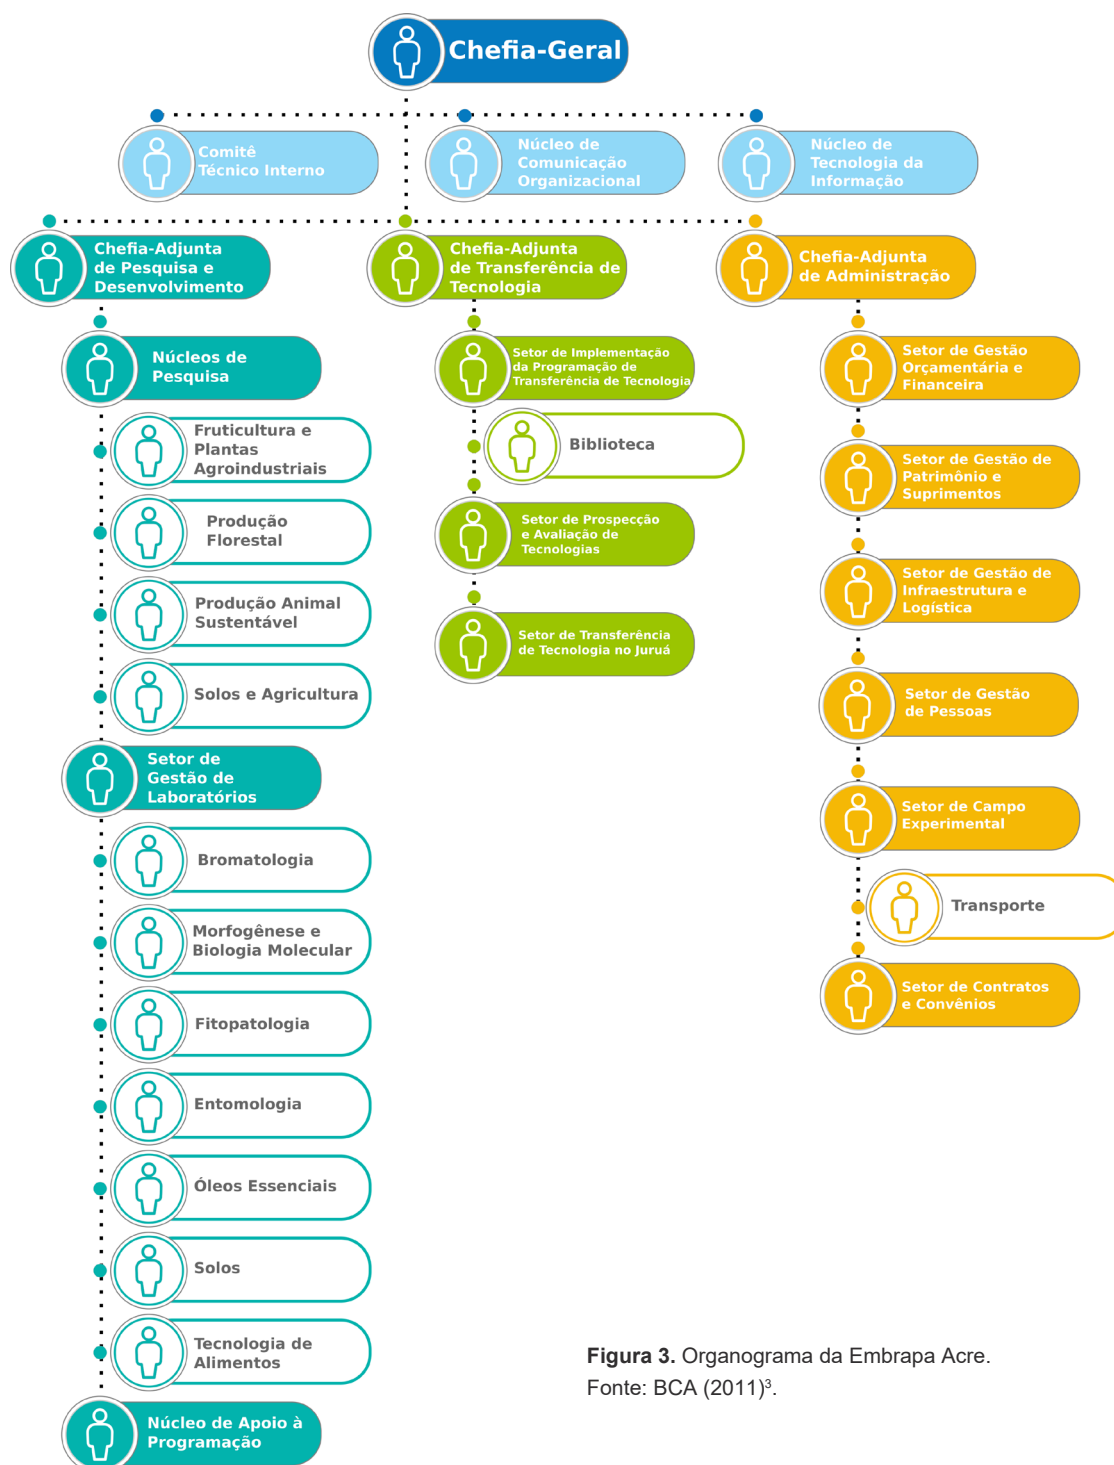 Chefia-Geral
Comitê
Técnico Interno
Núcleo de
Comunicação
Organizacional
Núcleo de
Tecnologia da
Informação
Chefia-Adjunta
de Pesquisa e
Desenvolvimento
Chefia-Adjunta
de Transferência de
Tecnologia
Chefia-Adjunta
de Administração
Núcleos de
Pesquisa
Fruticultura e
Plantas
Agroindustriais
Produção
Florestal
Produção Animal
Sustentável
Solos e Agricultura
Setor de
Gestão de
Laboratórios
Bromatologia
Morfogênese e
Biologia Molecular
Fitopatologia
Entomologia
Óleos Essenciais
Solos
Tecnologia de
Alimentos
Núcleo de Apoio à
Programação
Setor de Implementação
da Programação de
Transferência de Tecnologia
Biblioteca
Setor de Prospecção
e Avaliação de
Tecnologias
Setor de Transferência
de Tecnologia no Juruá
Setor de Gestão
Orçamentária e
Financeira
Setor de Gestão de
Patrimônio e
Suprimentos
Setor de Gestão de
Infraestrutura e
Logística
Setor de Gestão
de Pessoas
Setor de Campo
Experimental
Transporte
Setor de Contratos
e Convênios
Figura 3. Organograma da Embrapa Acre.
Fonte: BCA (2011)³.